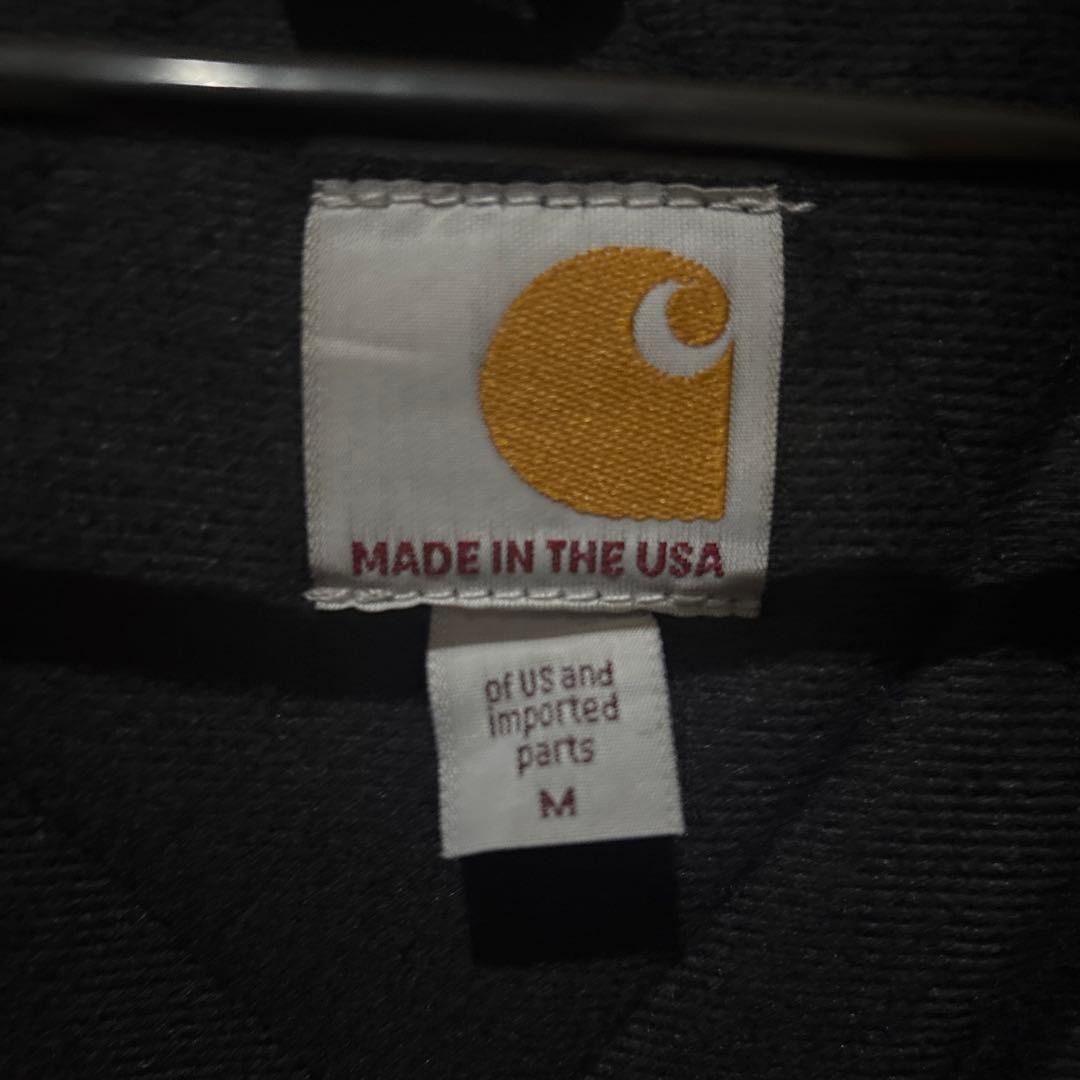 MADE IN THE USA
of US and
imported
parts
M